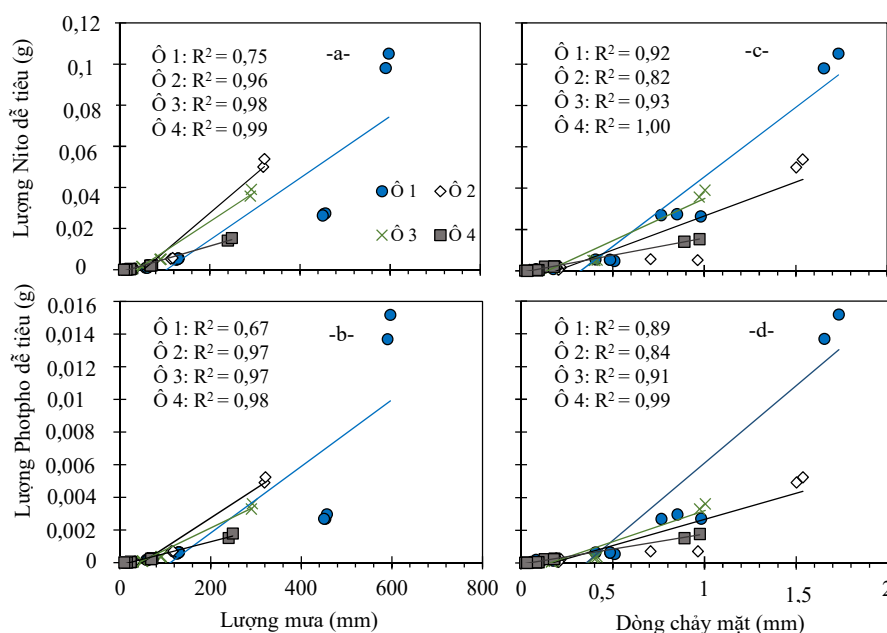 Lượng Nito dễ tiêu (g)
0,12
0,1
0,08
0,06
0,04
0,02
0
Ô 1: R² = 0,75
Ô 2: R² = 0,96
Ô 3: R² = 0,98
Ô 4: R² = 0,99
-a-
Ô 1
Ô 2
Ô 3
Ô 4
Ô 1: R² = 0,92
Ô 2: R² = 0,82
Ô 3: R² = 0,93
Ô 4: R² = 1,00
-c-
Lượng Photpho dễ tiêu (g)
0,016
0,014
0,012
0,01
0,008
0,006
0,004
0,002
0
Ô 1: R² = 0,67
Ô 2: R² = 0,97
Ô 3: R² = 0,97
Ô 4: R² = 0,98
-b-
0 200 400 600 800
Lượng mưa (mm)
Ô 1: R² = 0,89
Ô 2: R² = 0,84
Ô 3: R² = 0,91
Ô 4: R² = 0,99
-d-
0 0,5 1 1,5 2
Dòng chảy mặt (mm)